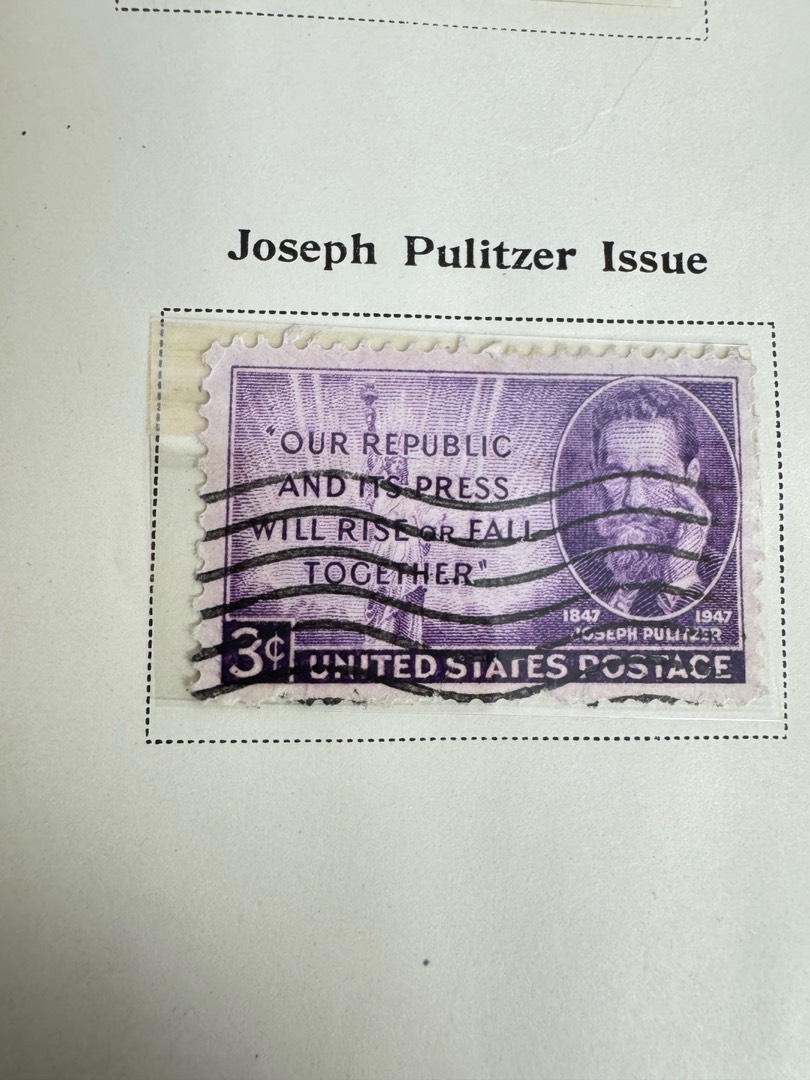 Joseph Pulitzer Issue
“OUR REPUBLIC
AND ITS PRESS
WILL RISE OR FALL
TOGETHER”
1847 1947
JOSEPH PULITZER
3¢ UNITED STATES POSTAGE